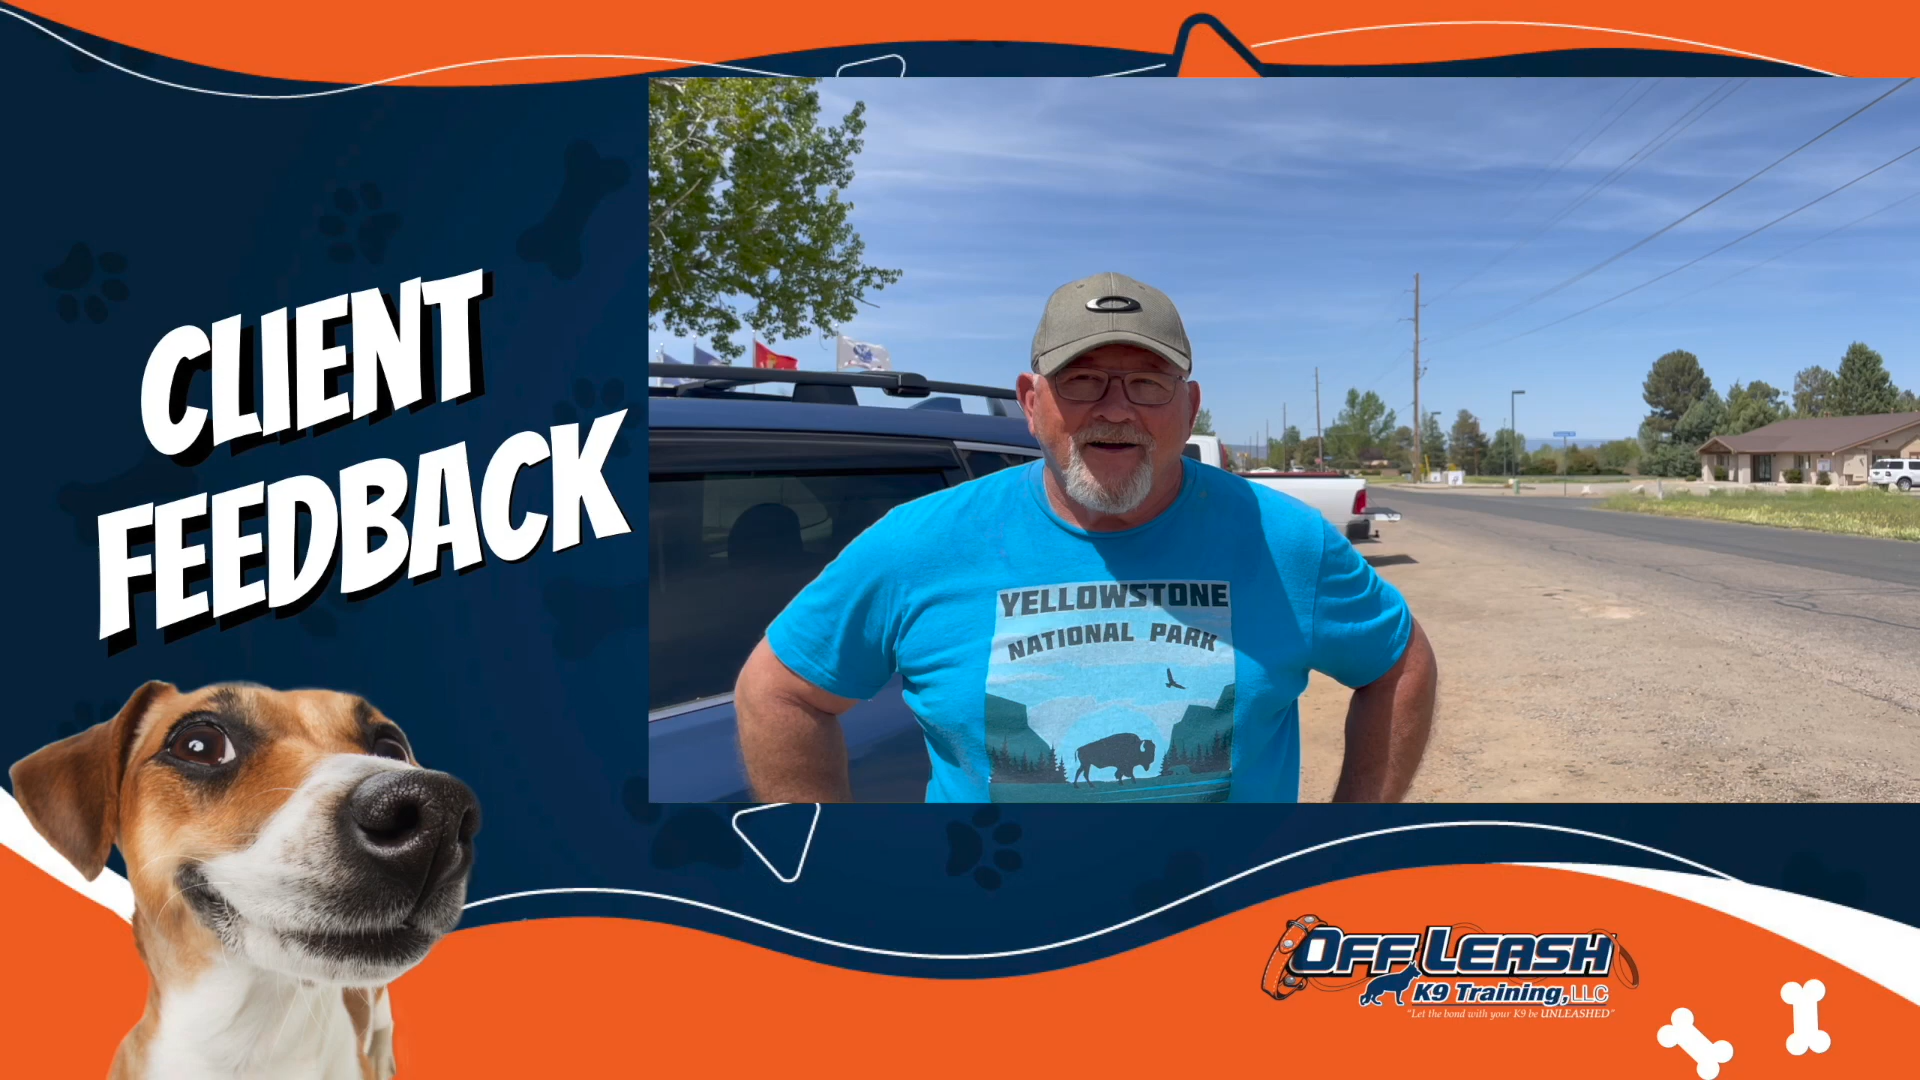 CLIENT
FEEDBACK
YELLOWSTONE
NATIONAL PARK
OFF LEASH
K9 Training, LLC
"Let the bond with your K9 be UNLEASHED"